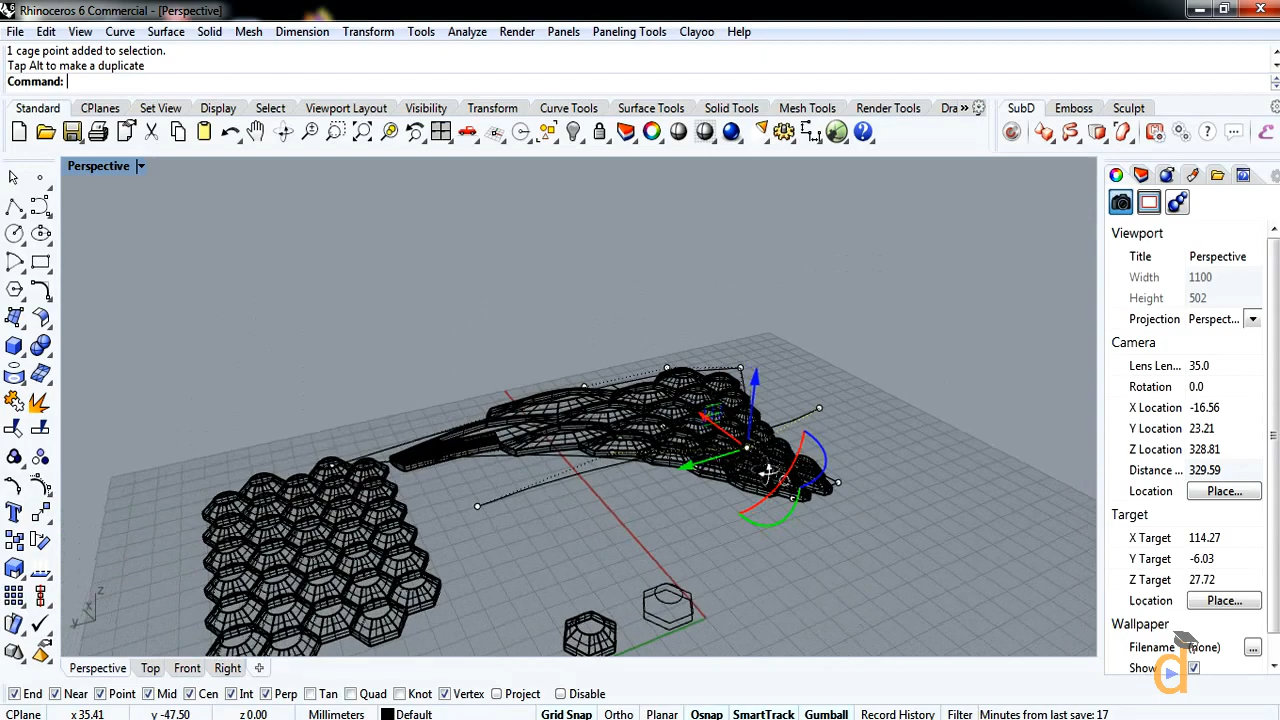 Rhinoceros 6 Commercial - [Perspective]
File Edit View Curve Surface Solid Mesh Dimension Transform Tools Analyze Render Panels Paneling Tools Clayoo Help
1 cage point added to selection.
Tap Alt to make a duplicate
Command:
Standard CPlanes Set View Display Select Viewport Layout Visibility Transform Curve Tools Surface Tools Solid Tools Mesh Tools Render Tools Dra» SubD Emboss Sculpt
Perspective
Viewport
Title Perspective
Width 1100
Height 502
Projection Perspect...
Camera
Lens Len... 35.0
Rotation 0.0
X Location -16.56
Y Location 23.21
Z Location 328.81
Distance ... 329.59
Location Place...
Target
X Target 114.27
Y Target -6.03
Z Target 27.72
Location Place...
Wallpaper
Filename (none) ...
Show
z
x
y
Perspective Top Front Right
End Near Point Mid Cen Int Perp Tan Quad Knot Vertex Project Disable
CPlane x 35.41 y -47.50 z 0.00 Millimeters Default Grid Snap Ortho Planar Osnap SmartTrack Gumball Record History Filter Minutes from last save: 17